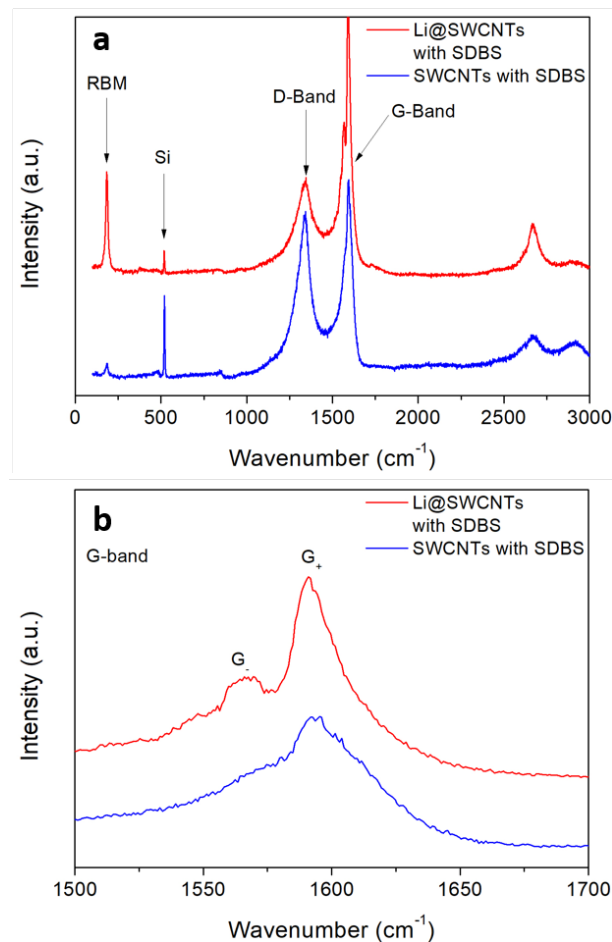 a
Li@SWCNTs
with SDBS
SWCNTs with SDBS
RBM
Si
D-Band
G-Band
Intensity (a.u.)
0 500 1000 1500 2000 2500 3000
Wavenumber (cm⁻¹)
b
Li@SWCNTs
with SDBS
SWCNTs with SDBS
G-band
G₊
G₋
Intensity (a.u.)
1500 1550 1600 1650 1700
Wavenumber (cm⁻¹)